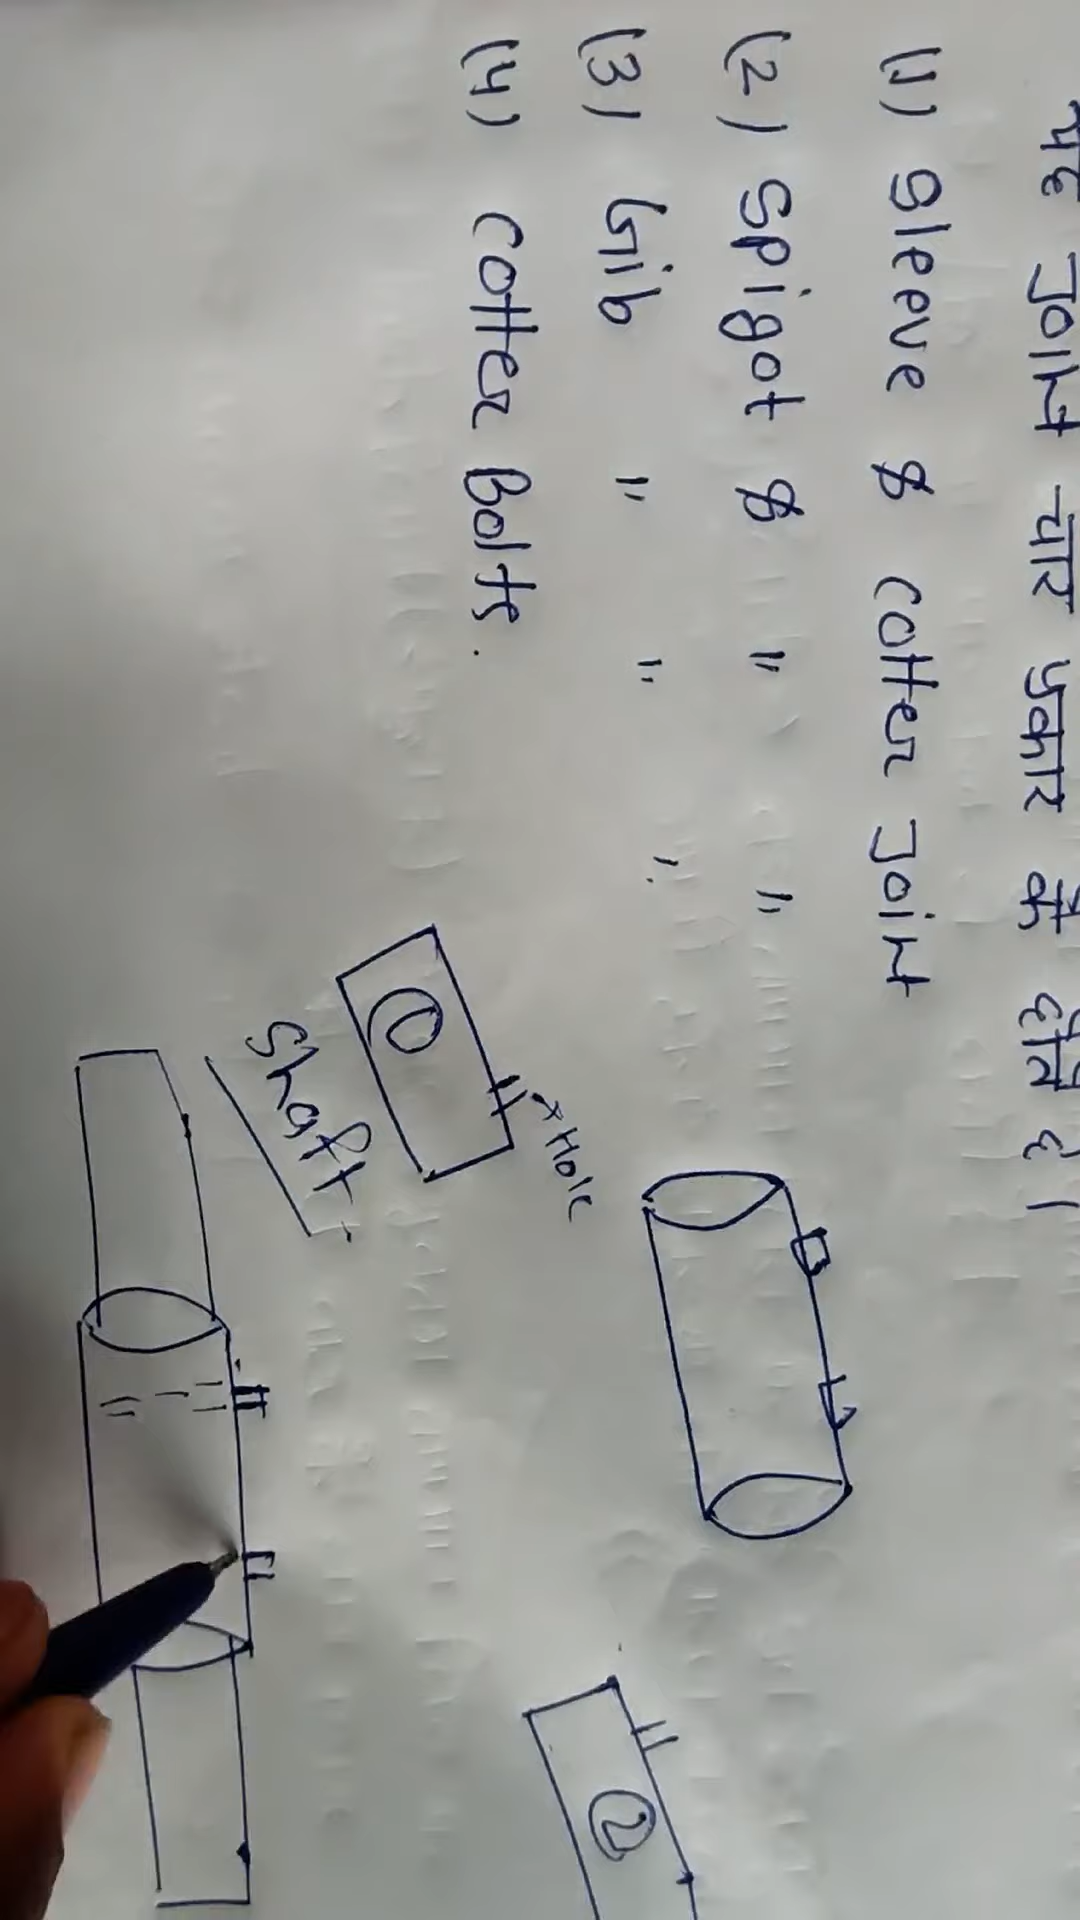 यह Joint चार प्रकार के होते है।
(1) Sleeve & Cotter Joint
(2) Spigot & " "
(3) Gib " " "
(4) Cotter Bolts.
1
Hole
Shaft
2